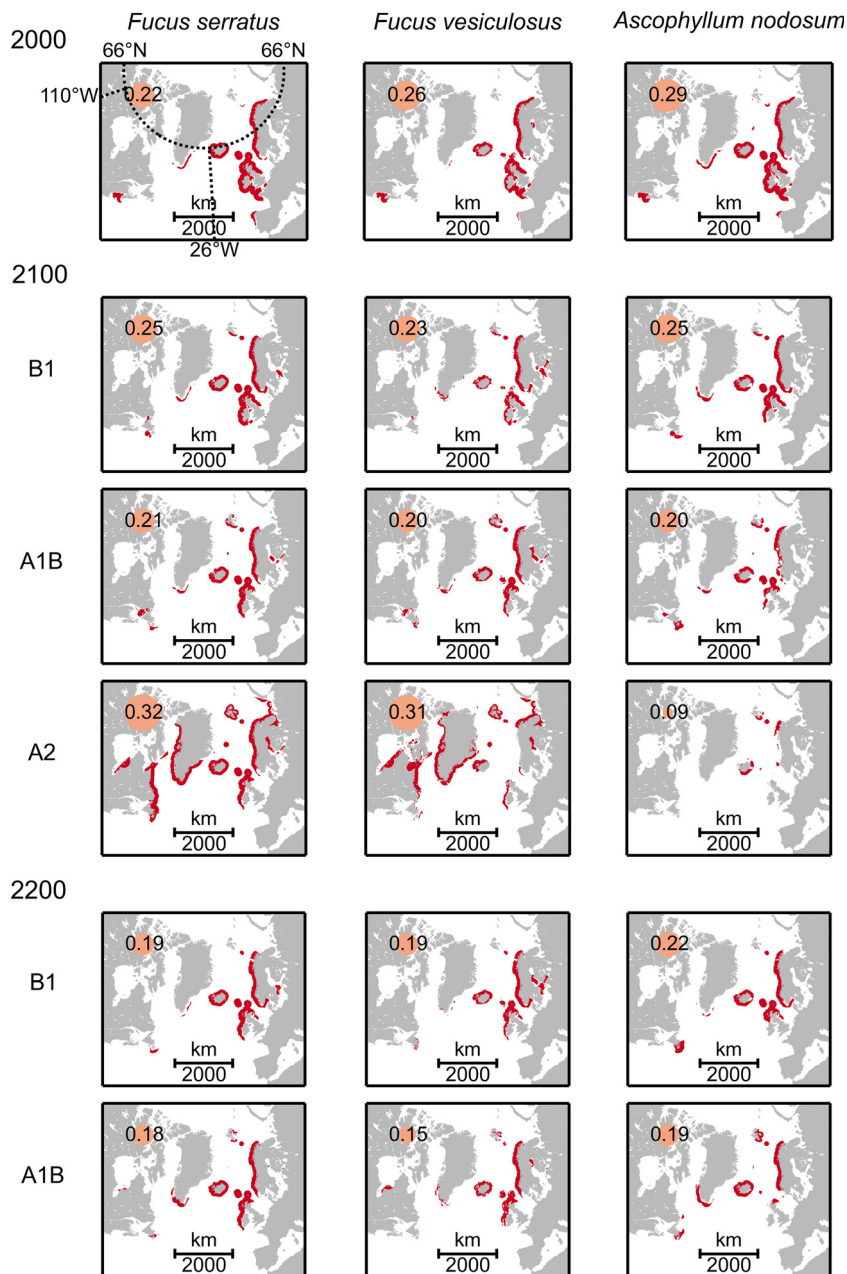 Fucus serratus Fucus vesiculosus Ascophyllum nodosum
2000
66°N 66°N
110°W
0.22 0.26 0.29
km km km
2000 2000 2000
26°W
2100
B1
0.25 0.23 0.25
km km km
2000 2000 2000
A1B
0.21 0.20 0.20
km km km
2000 2000 2000
A2
0.32 0.31 0.09
km km km
2000 2000 2000
2200
B1
0.19 0.19 0.22
km km km
2000 2000 2000
A1B
0.18 0.15 0.19
km km km
2000 2000 2000